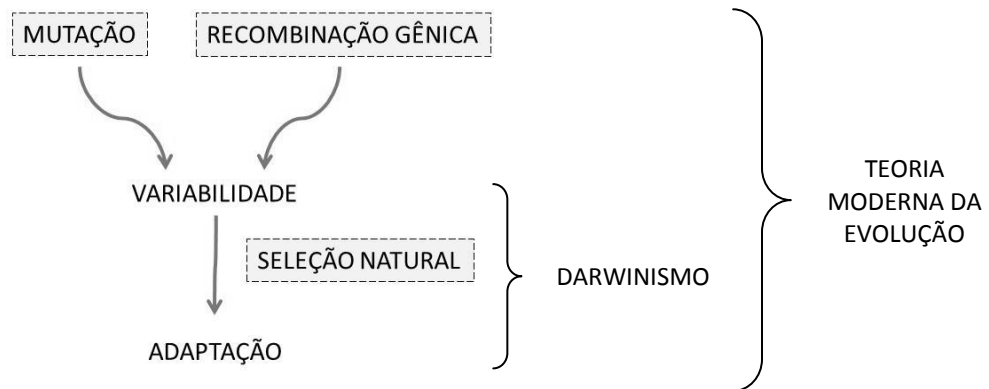 MUTAÇÃO
RECOMBINAÇÃO GÊNICA
VARIABILIDADE
SELEÇÃO NATURAL
ADAPTAÇÃO
DARWINISMO
TEORIA
MODERNA DA
EVOLUÇÃO